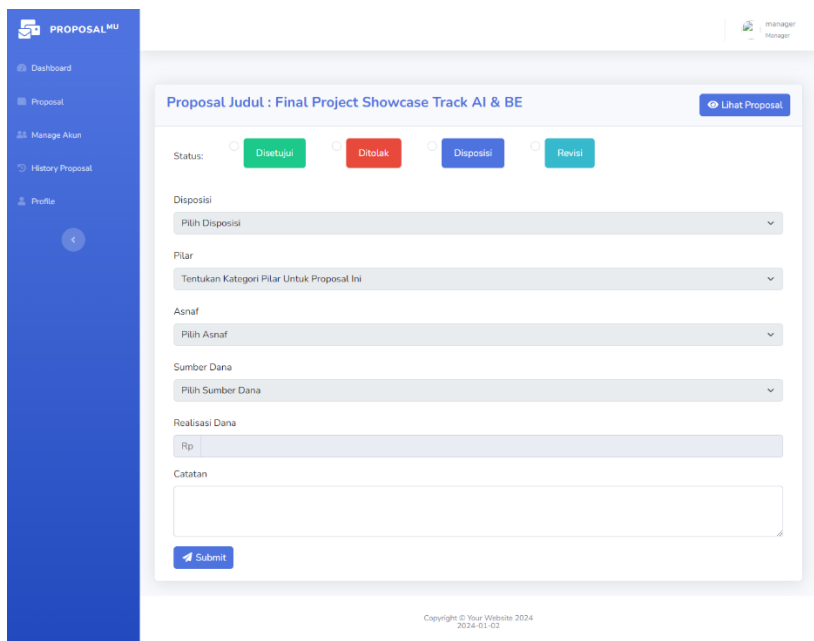 PROPOSALMU
manager
Manager
Dashboard
Proposal
Manage Akun
History Proposal
Profile
Proposal Judul : Final Project Showcase Track AI & BE
Lihat Proposal
Status:
Disetujui
Ditolak
Disposisi
Revisi
Disposisi
Pilih Disposisi
Pilar
Tentukan Kategori Pilar Untuk Proposal Ini
Asnaf
Pilih Asnaf
Sumber Dana
Pilih Sumber Dana
Realisasi Dana
Rp
Catatan
Submit
Copyright © Your Website 2024
2024-01-02